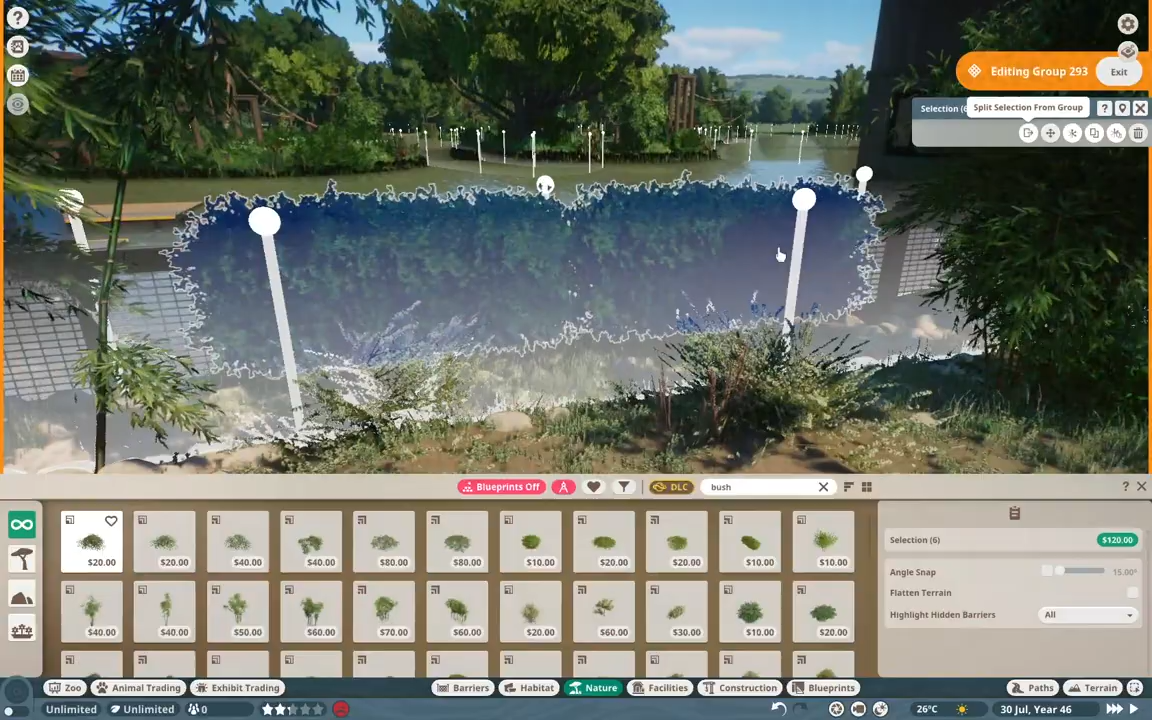 Editing Group 293
Exit
Selection (6
Split Selection From Group
?
?
Blueprints Off
DLC
bush
?
$20.00 $20.00 $40.00 $40.00 $80.00 $80.00 $10.00 $20.00 $20.00 $10.00 $10.00
$40.00 $40.00 $50.00 $60.00 $70.00 $60.00 $20.00 $60.00 $30.00 $10.00 $20.00
Selection (6) $120.00
Angle Snap 15.00°
Flatten Terrain
Highlight Hidden Barriers All
Zoo Animal Trading Exhibit Trading Barriers Habitat Nature Facilities Construction Blueprints Paths Terrain
Unlimited Unlimited 0 26°C 30 Jul, Year 46